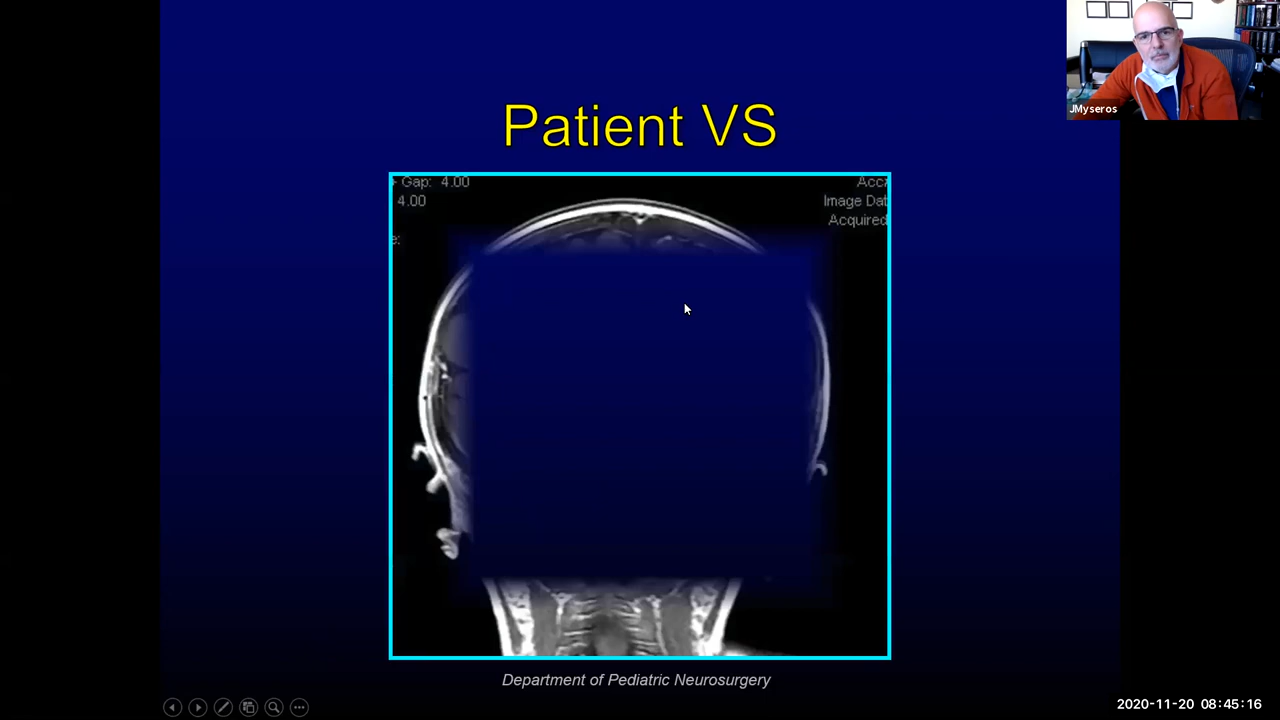 JMyseros
Patient VS
Gap: 4.00
4.00
Image Dat
Acquired
Department of Pediatric Neurosurgery
2020-11-20 08:45:16